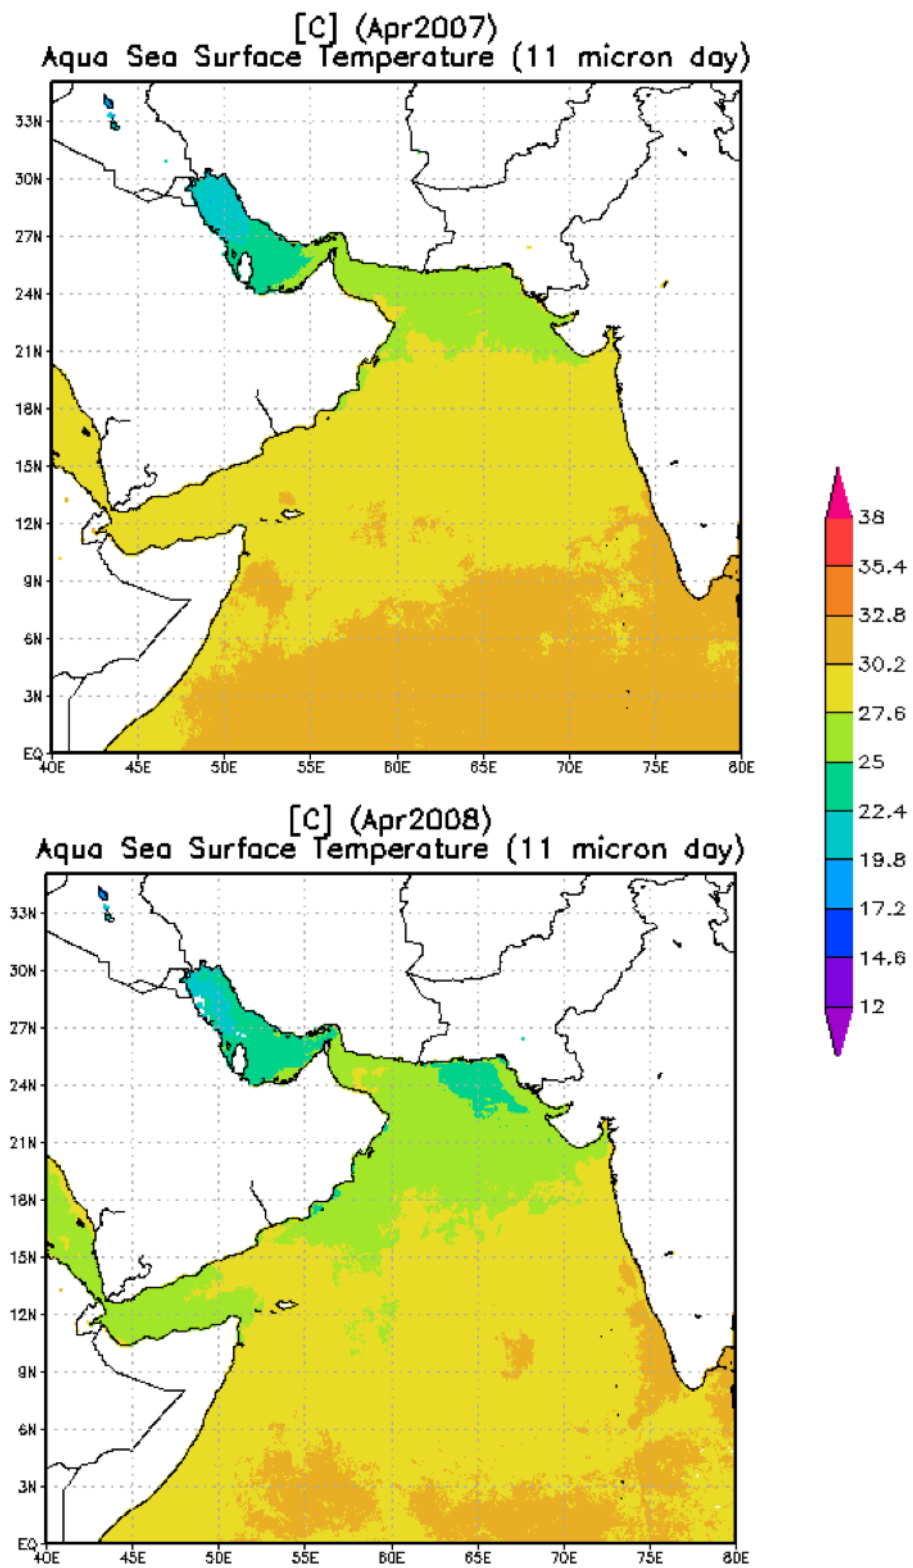 [C] (Apr2007)
Aqua Sea Surface Temperature (11 micron day)
33N
30N
27N
24N
21N
18N
15N
12N
9N
6N
3N
EQ
40E 45E 50E 55E 60E 65E 70E 75E 80E
[C] (Apr2008)
Aqua Sea Surface Temperature (11 micron day)
33N
30N
27N
24N
21N
18N
15N
12N
9N
6N
3N
EQ
40E 45E 50E 55E 60E 65E 70E 75E 80E
38
35.4
32.8
30.2
27.6
25
22.4
19.8
17.2
14.6
12